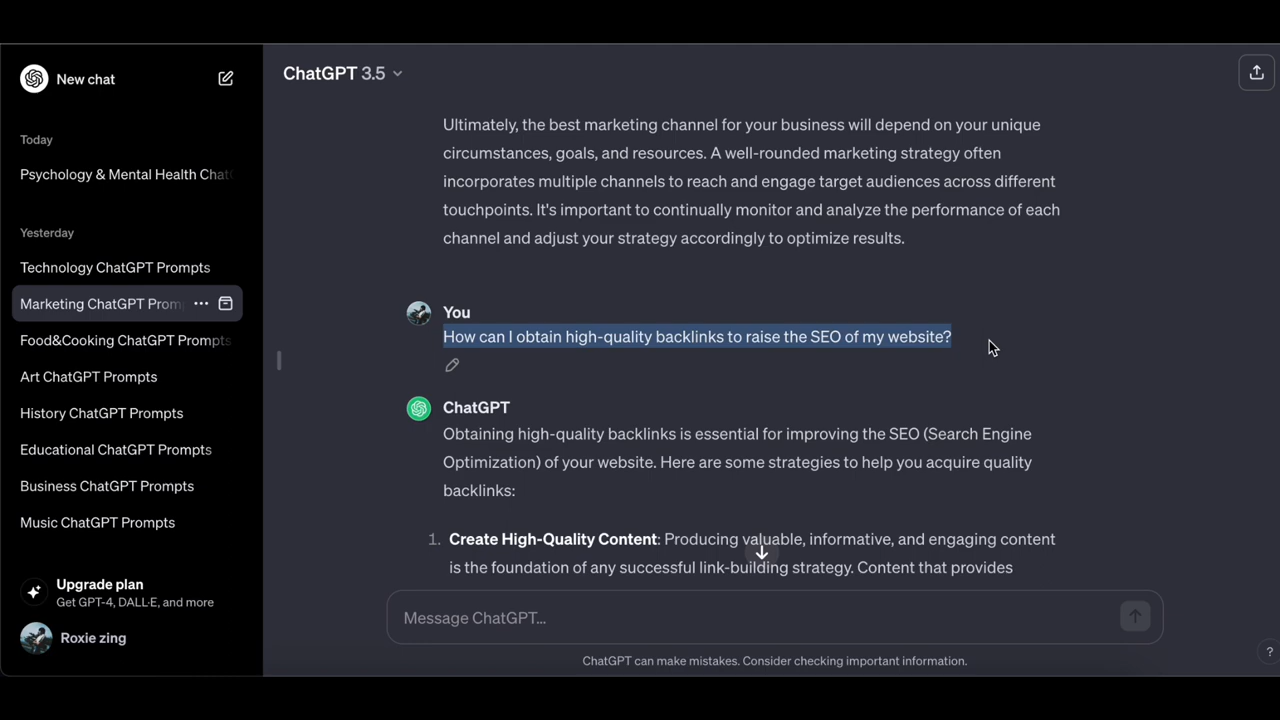 New chat
Today
Psychology & Mental Health Chat
Yesterday
Technology ChatGPT Prompts
Marketing ChatGPT Prom
Food&Cooking ChatGPT Prompts
Art ChatGPT Prompts
History ChatGPT Prompts
Educational ChatGPT Prompts
Business ChatGPT Prompts
Music ChatGPT Prompts
Upgrade plan
Get GPT-4, DALL·E, and more
Roxie zing
ChatGPT 3.5
Ultimately, the best marketing channel for your business will depend on your unique
circumstances, goals, and resources. A well-rounded marketing strategy often
incorporates multiple channels to reach and engage target audiences across different
touchpoints. It's important to continually monitor and analyze the performance of each
channel and adjust your strategy accordingly to optimize results.
You
How can I obtain high-quality backlinks to raise the SEO of my website?
ChatGPT
Obtaining high-quality backlinks is essential for improving the SEO (Search Engine
Optimization) of your website. Here are some strategies to help you acquire quality
backlinks:
1. Create High-Quality Content: Producing valuable, informative, and engaging content
is the foundation of any successful link-building strategy. Content that provides
Message ChatGPT...
ChatGPT can make mistakes. Consider checking important information.
?